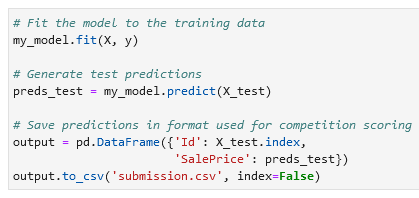 # Fit the model to the training data
my_model.fit(X, y)
# Generate test predictions
preds_test = my_model.predict(X_test)
# Save predictions in format used for competition scoring
output = pd.DataFrame({'Id': X_test.index,
                       'SalePrice': preds_test})
output.to_csv('submission.csv', index=False)